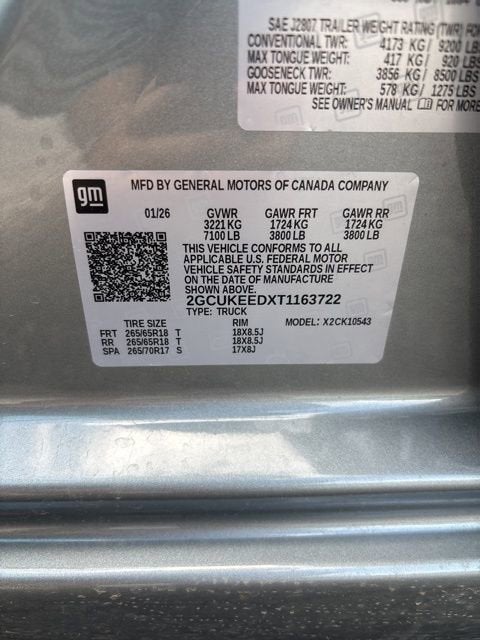 SAE J2807 TRAILER WEIGHT RATING (TWR) FOR
CONVENTIONAL TWR: 4173 KG / 9200 LBS
MAX TONGUE WEIGHT: 417 KG / 920 LBS
GOOSENECK TWR: 3856 KG / 8500 LBS
MAX TONGUE WEIGHT: 578 KG / 1275 LBS
SEE OWNER'S MANUAL FOR MORE
gm
MFD BY GENERAL MOTORS OF CANADA COMPANY
01/26 GVWR GAWR FRT GAWR RR
3221 KG 1724 KG 1724 KG
7100 LB 3800 LB 3800 LB
THIS VEHICLE CONFORMS TO ALL
APPLICABLE U.S. FEDERAL MOTOR
VEHICLE SAFETY STANDARDS IN EFFECT
ON THE DATE OF MANUFACTURE
SHOWN ABOVE.
2GCUKEEDXT1163722
TYPE: TRUCK
TIRE SIZE RIM MODEL: X2CK10543
FRT 265/65R18 T 18X8.5J
RR 265/65R18 T 18X8.5J
SPA 265/70R17 S 17X8J